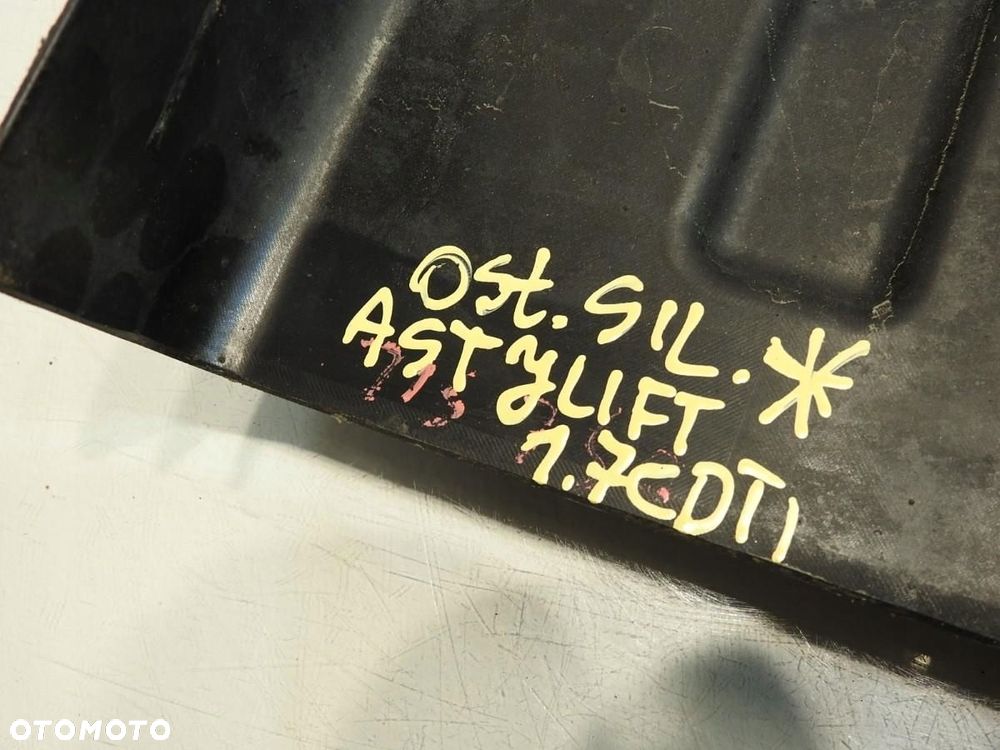 Ost. SIL.*
AST J LIFT
1.7CDTI
OTOMOTO